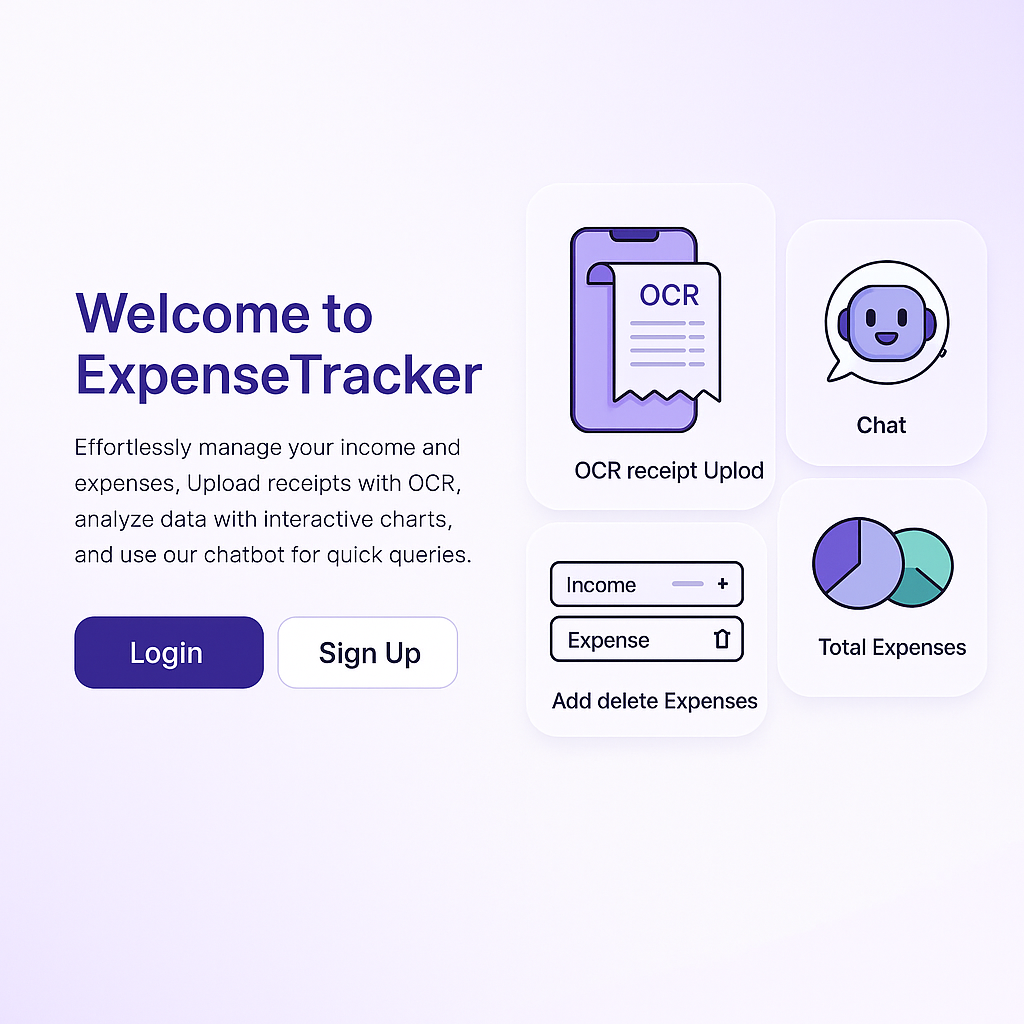 Welcome to
ExpenseTracker
Effortlessly manage your income and
expenses, Upload receipts with OCR,
analyze data with interactive charts,
and use our chatbot for quick queries.
Login
Sign Up
OCR
OCR receipt Uplod
Chat
Income
Expense
Add delete Expenses
Total Expenses